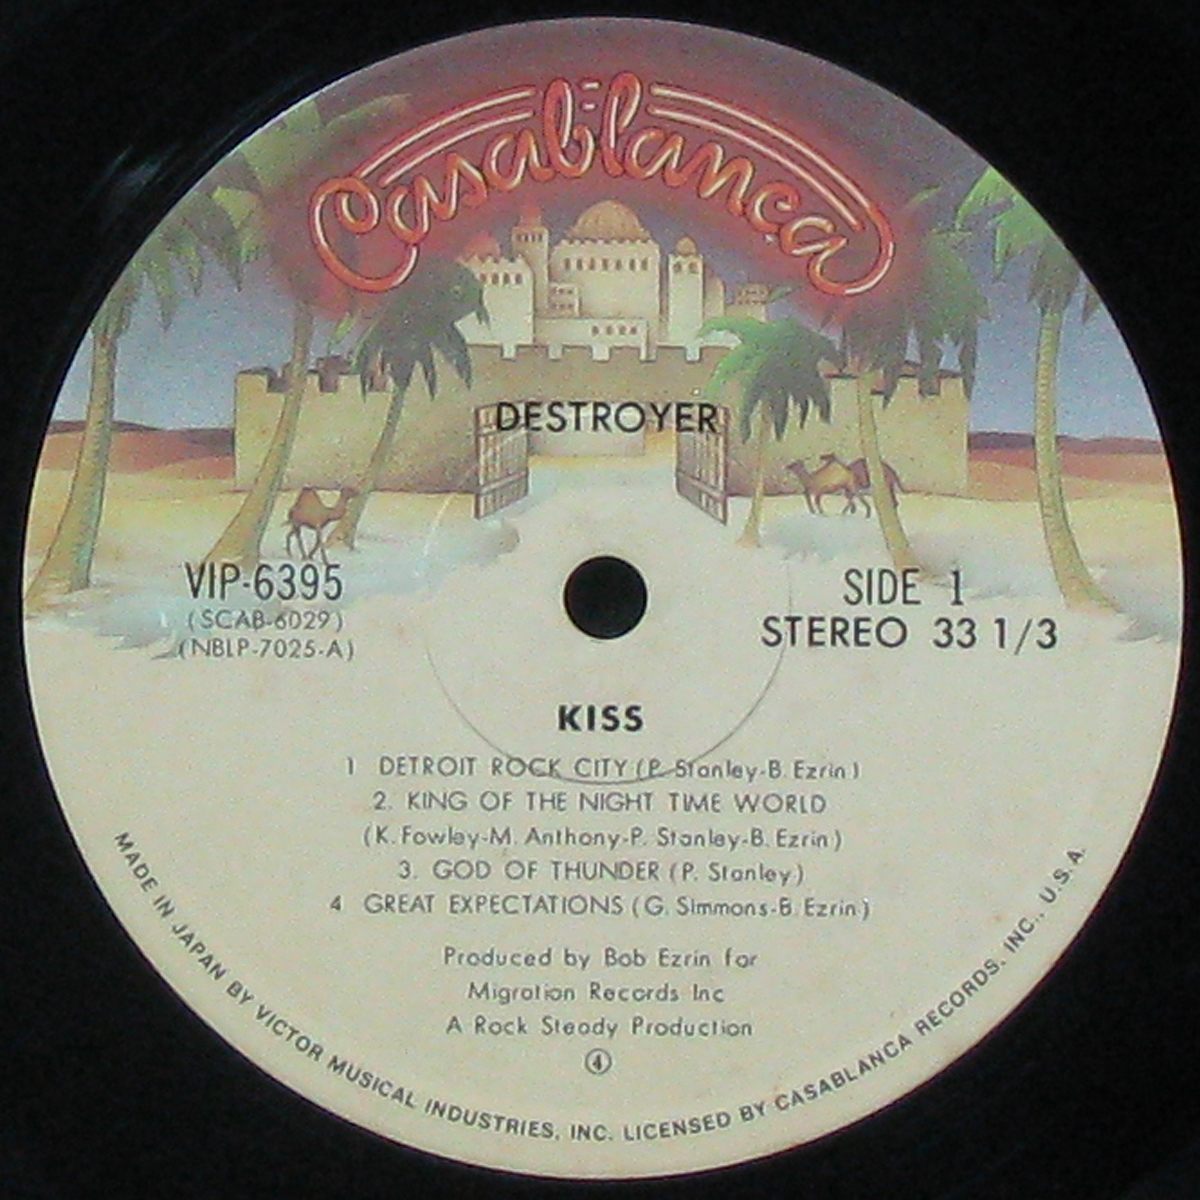 Casablanca
DESTROYER
VIP-6395
(SCAB-6029)
(NBLP-7025-A)
SIDE 1
STEREO 33 1/3
KISS
1 DETROIT ROCK CITY (P. Stanley-B. Ezrin)
2. KING OF THE NIGHT TIME WORLD
(K. Fowley-M. Anthony-P. Stanley-B. Ezrin)
3. GOD OF THUNDER (P. Stanley)
4 GREAT EXPECTATIONS (G. Simmons-B. Ezrin)
Produced by Bob Ezrin for
Migration Records Inc
A Rock Steady Production
④
MADE IN JAPAN BY VICTOR MUSICAL INDUSTRIES, INC. LICENSED BY CASABLANCA RECORDS, INC., U.S.A.